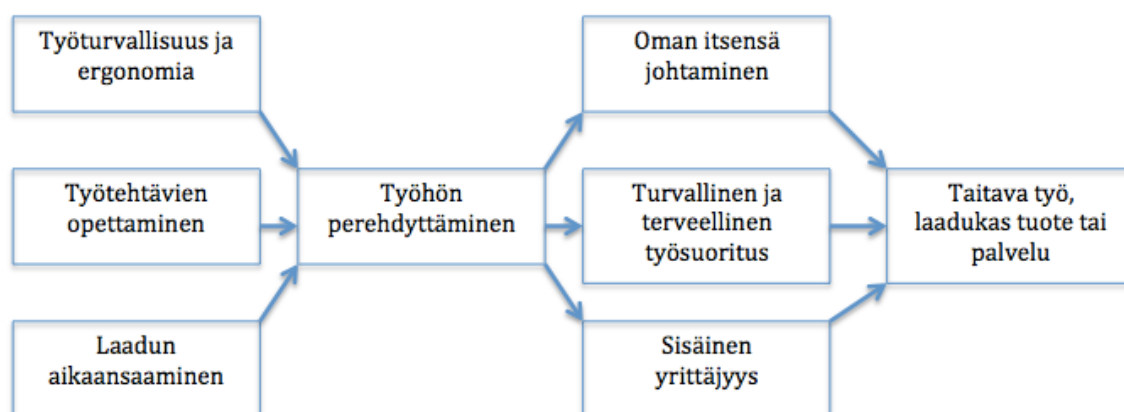 Työturvallisuus ja
ergonomia
Työtehtävien
opettaminen
Laadun
aikaansaaminen
Työhön
perehdyttäminen
Oman itsensä
johtaminen
Turvallinen ja
terveellinen
työsuoritus
Sisäinen
yrittäjyys
Taitava työ,
laadukas tuote tai
palvelu